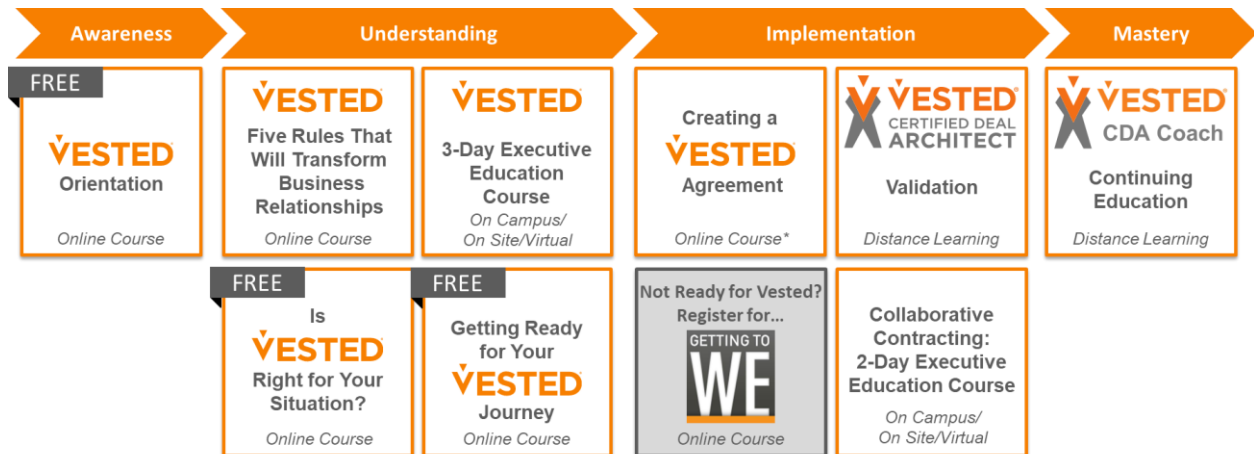 Awareness
Understanding
Implementation
Mastery
FREE
VESTED
Orientation
Online Course
VESTED®
Five Rules That
Will Transform
Business
Relationships
Online Course
VESTED®
3-Day Executive
Education
Course
On Campus/
On Site/Virtual
Creating a
VESTED®
Agreement
Online Course*
VESTED®
CERTIFIED DEAL
ARCHITECT
Validation
Distance Learning
VESTED®
CDA Coach
Continuing
Education
Distance Learning
FREE
Is
VESTED®
Right for Your
Situation?
Online Course
FREE
Getting Ready
for Your
VESTED®
Journey
Online Course
Not Ready for Vested?
Register for...
GETTING TO
WE
Online Course
Collaborative
Contracting:
2-Day Executive
Education Course
On Campus/
On Site/Virtual